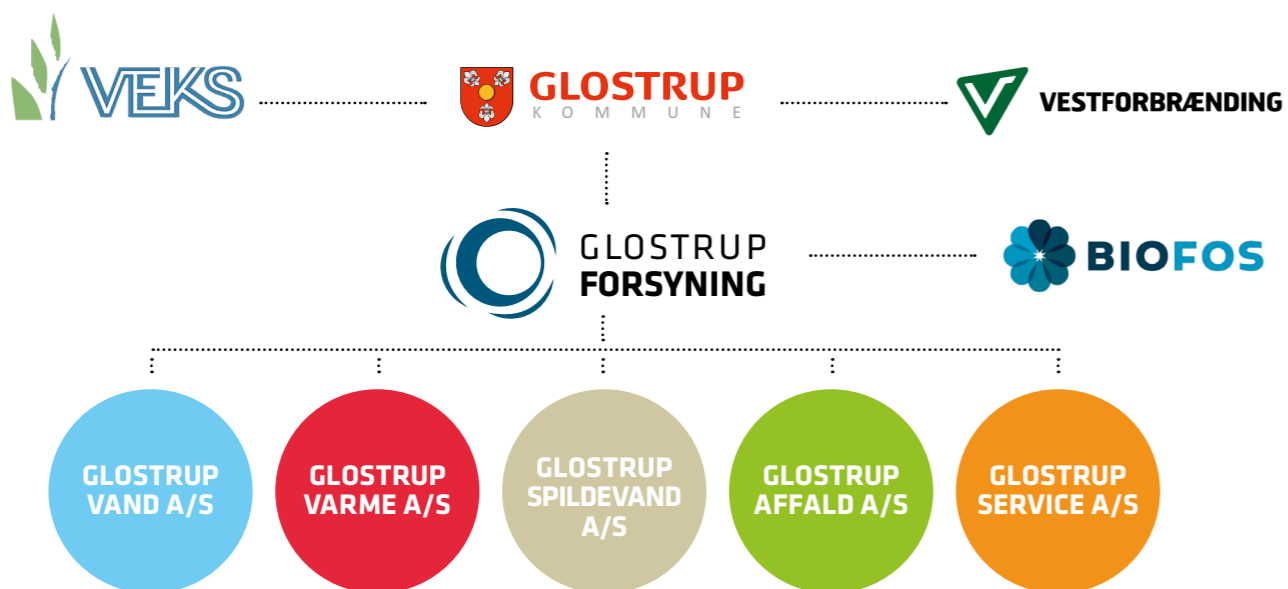 VEKS
GLOSTRUP
KOMMUNE
VESTFORBRÆNDING
GLOSTRUP
FORSYNING
BIOFOS
GLOSTRUP
VAND A/S
GLOSTRUP
VARME A/S
GLOSTRUP
SPILDEVAND
A/S
GLOSTRUP
AFFALD A/S
GLOSTRUP
SERVICE A/S